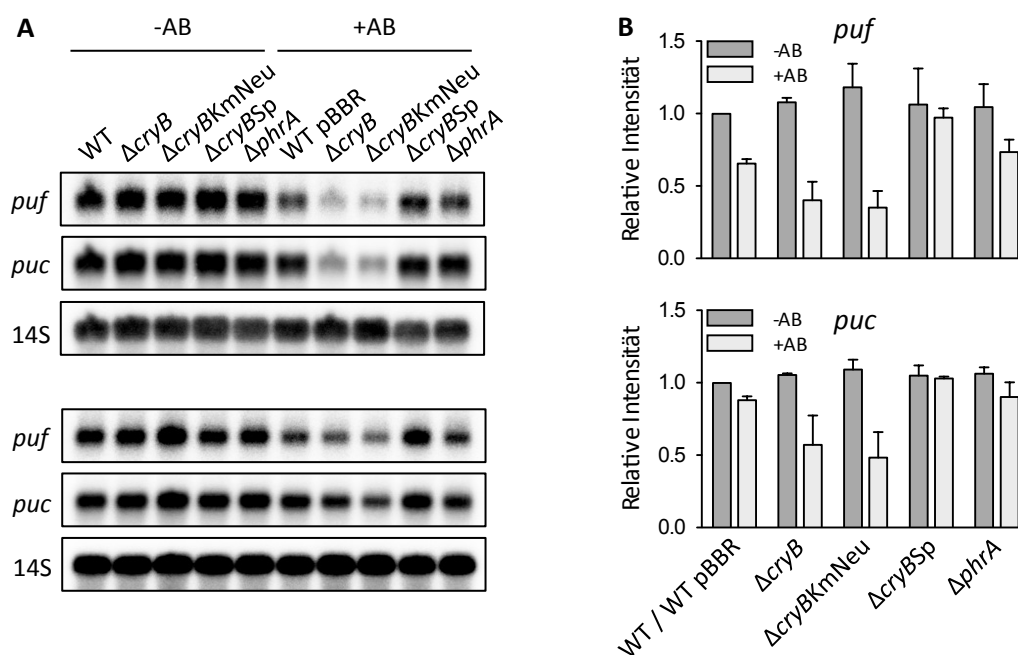 A
-AB +AB
WT ΔcryB ΔcryBKmNeu ΔcryBSp ΔphrA WT pBBR ΔcryB ΔcryBKmNeu ΔcryBSp ΔphrA
puf
puc
14S
puf
puc
14S
B
puf
Relative Intensität
1.5
1.0
0.5
0.0
-AB
+AB
puc
Relative Intensität
1.5
1.0
0.5
0.0
-AB
+AB
WT / WT pBBR ΔcryB ΔcryBKmNeu ΔcryBSp ΔphrA